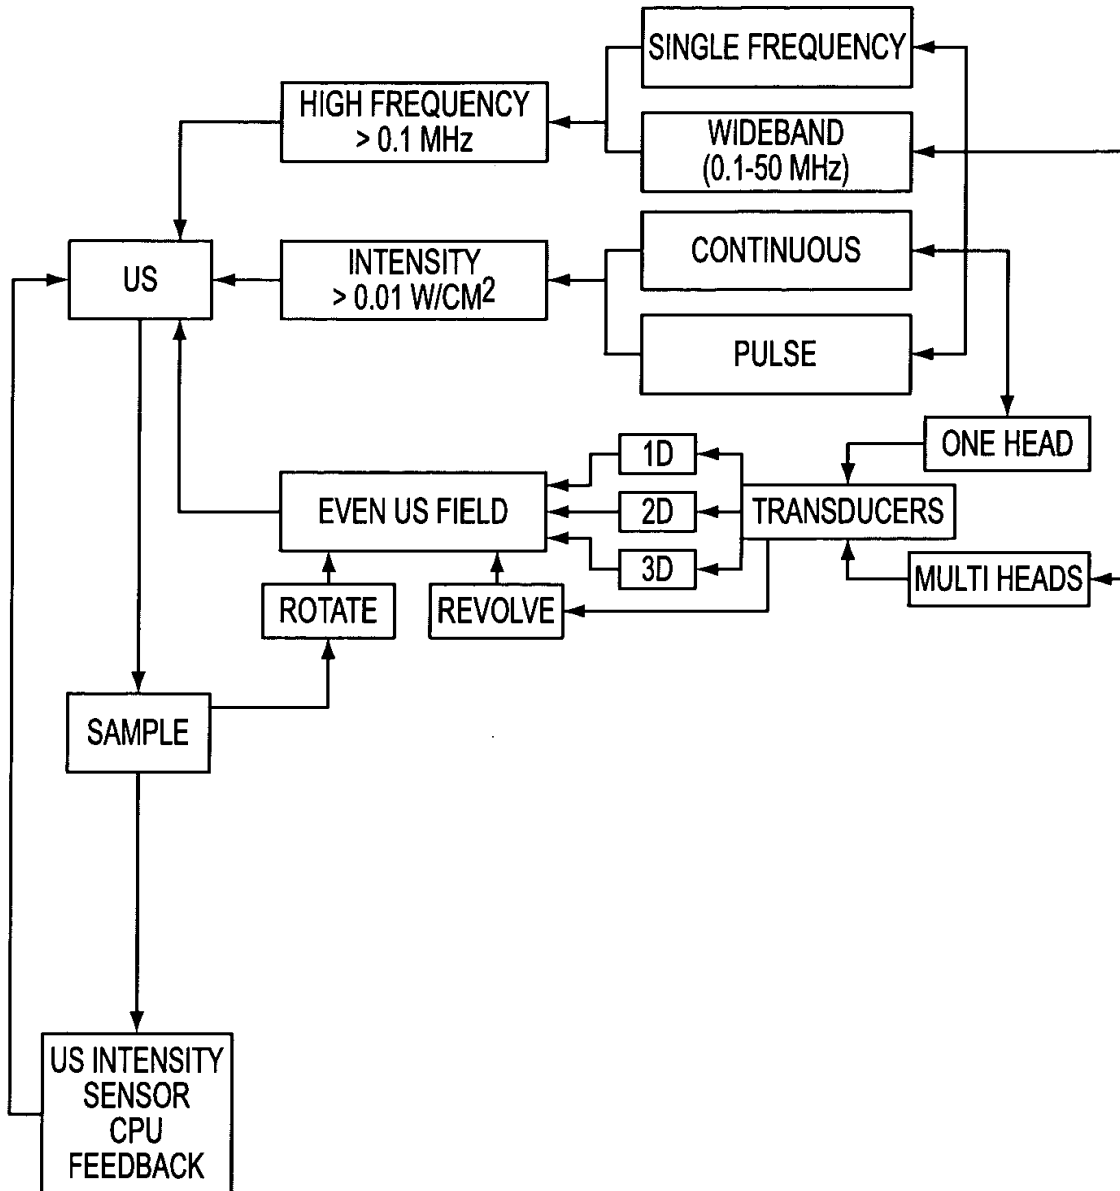 SINGLE FREQUENCY
HIGH FREQUENCY
> 0.1 MHz
WIDEBAND
(0.1-50 MHz)
US
INTENSITY
> 0.01 W/CM²
CONTINUOUS
PULSE
ONE HEAD
EVEN US FIELD
1D
2D
3D
TRANSDUCERS
MULTI HEADS
ROTATE
REVOLVE
SAMPLE
US INTENSITY
SENSOR
CPU
FEEDBACK